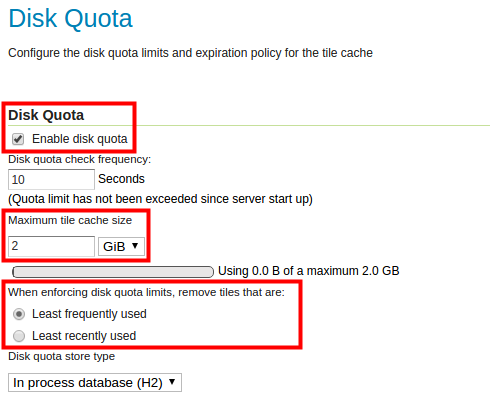 Disk Quota
Configure the disk quota limits and expiration policy for the tile cache
Disk Quota
Enable disk quota
Disk quota check frequency:
10 Seconds
(Quota limit has not been exceeded since server start up)
Maximum tile cache size
2 GiB
Using 0.0 B of a maximum 2.0 GB
When enforcing disk quota limits, remove tiles that are:
Least frequently used
Least recently used
Disk quota store type
In process database (H2)